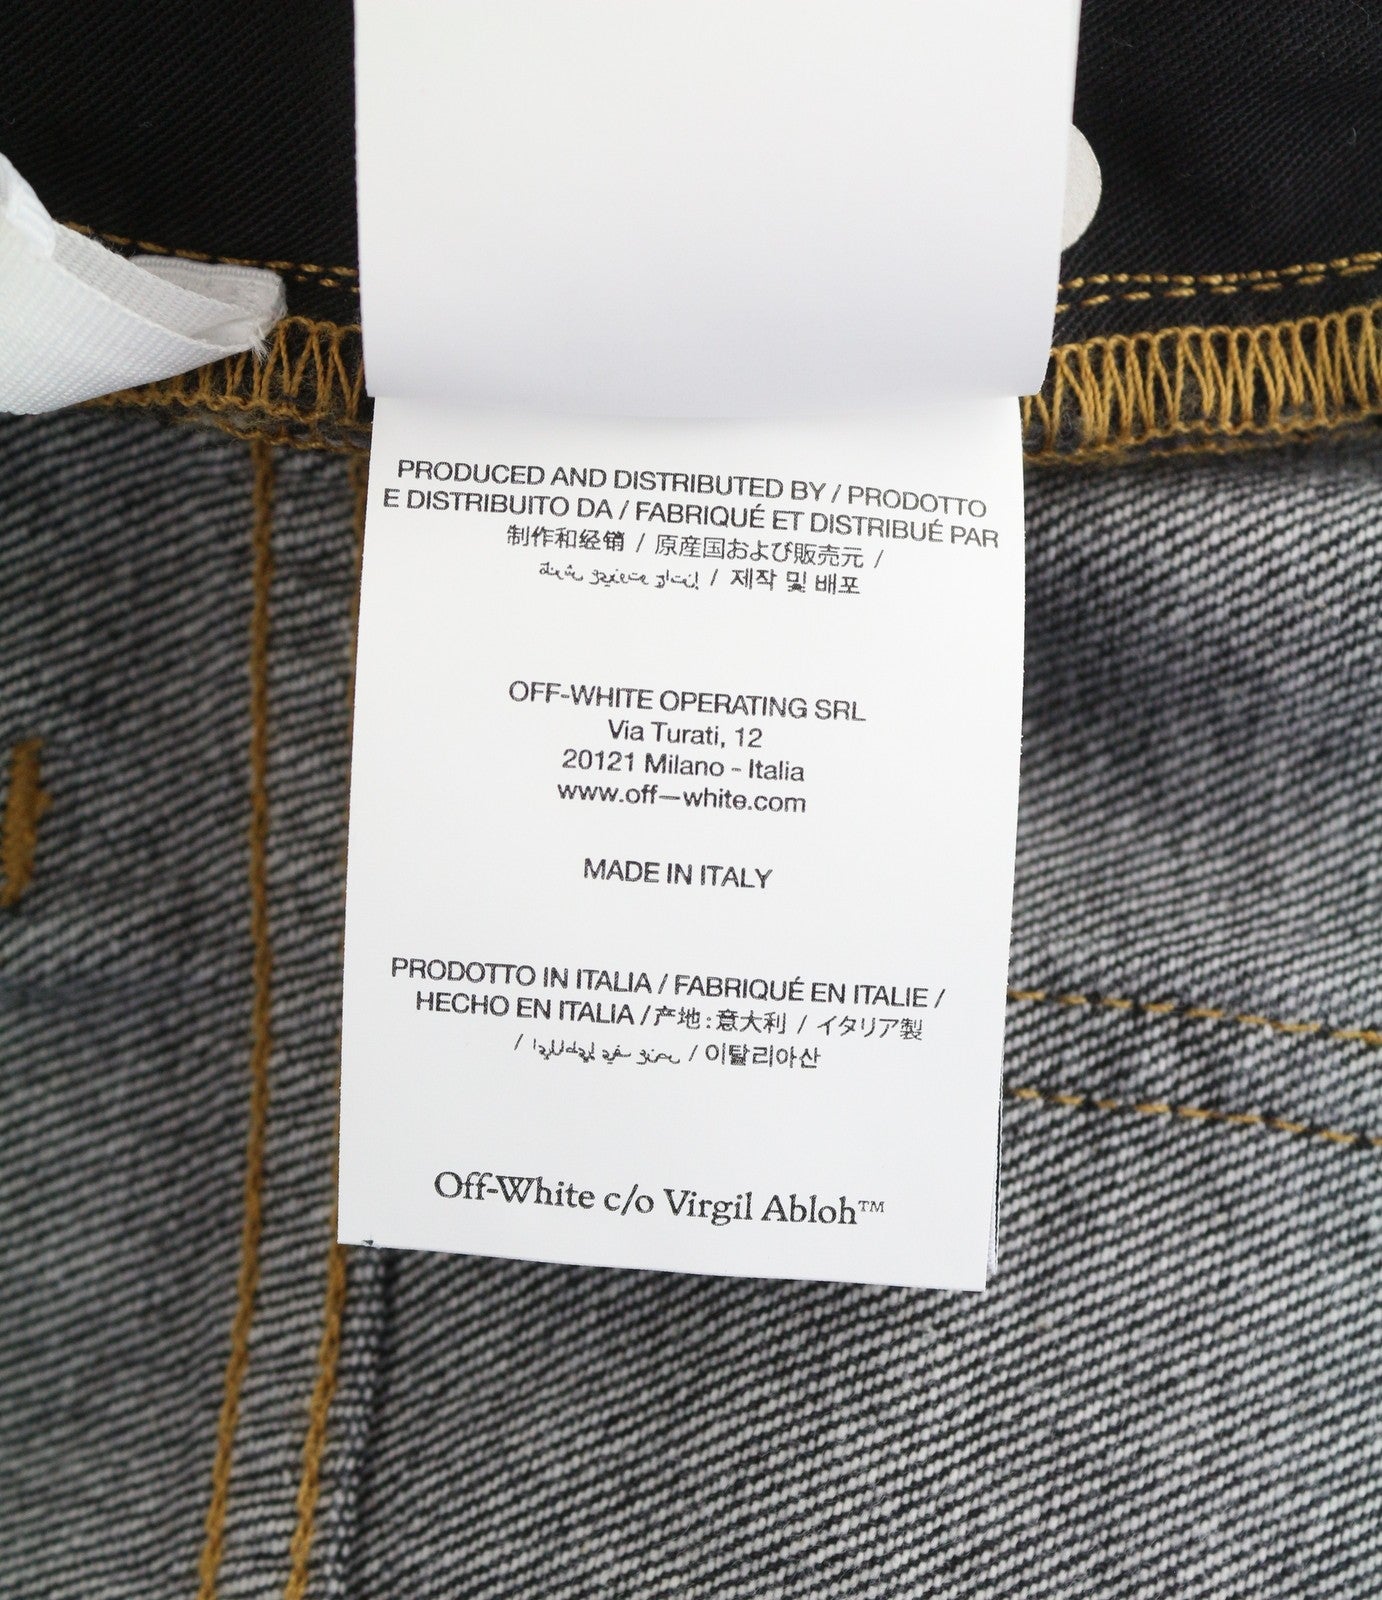 PRODUCED AND DISTRIBUTED BY / PRODOTTO
E DISTRIBUITO DA / FABRIQUÉ ET DISTRIBUÉ PAR
制作和经销 / 原産国および販売元 /
/ 제작 및 배포
OFF-WHITE OPERATING SRL
Via Turati, 12
20121 Milano - Italia
www.off—white.com
MADE IN ITALY
PRODOTTO IN ITALIA / FABRIQUÉ EN ITALIE /
HECHO EN ITALIA / 产地: 意大利 / イタリア製
/ / 이탈리아산
Off-White c/o Virgil Abloh™